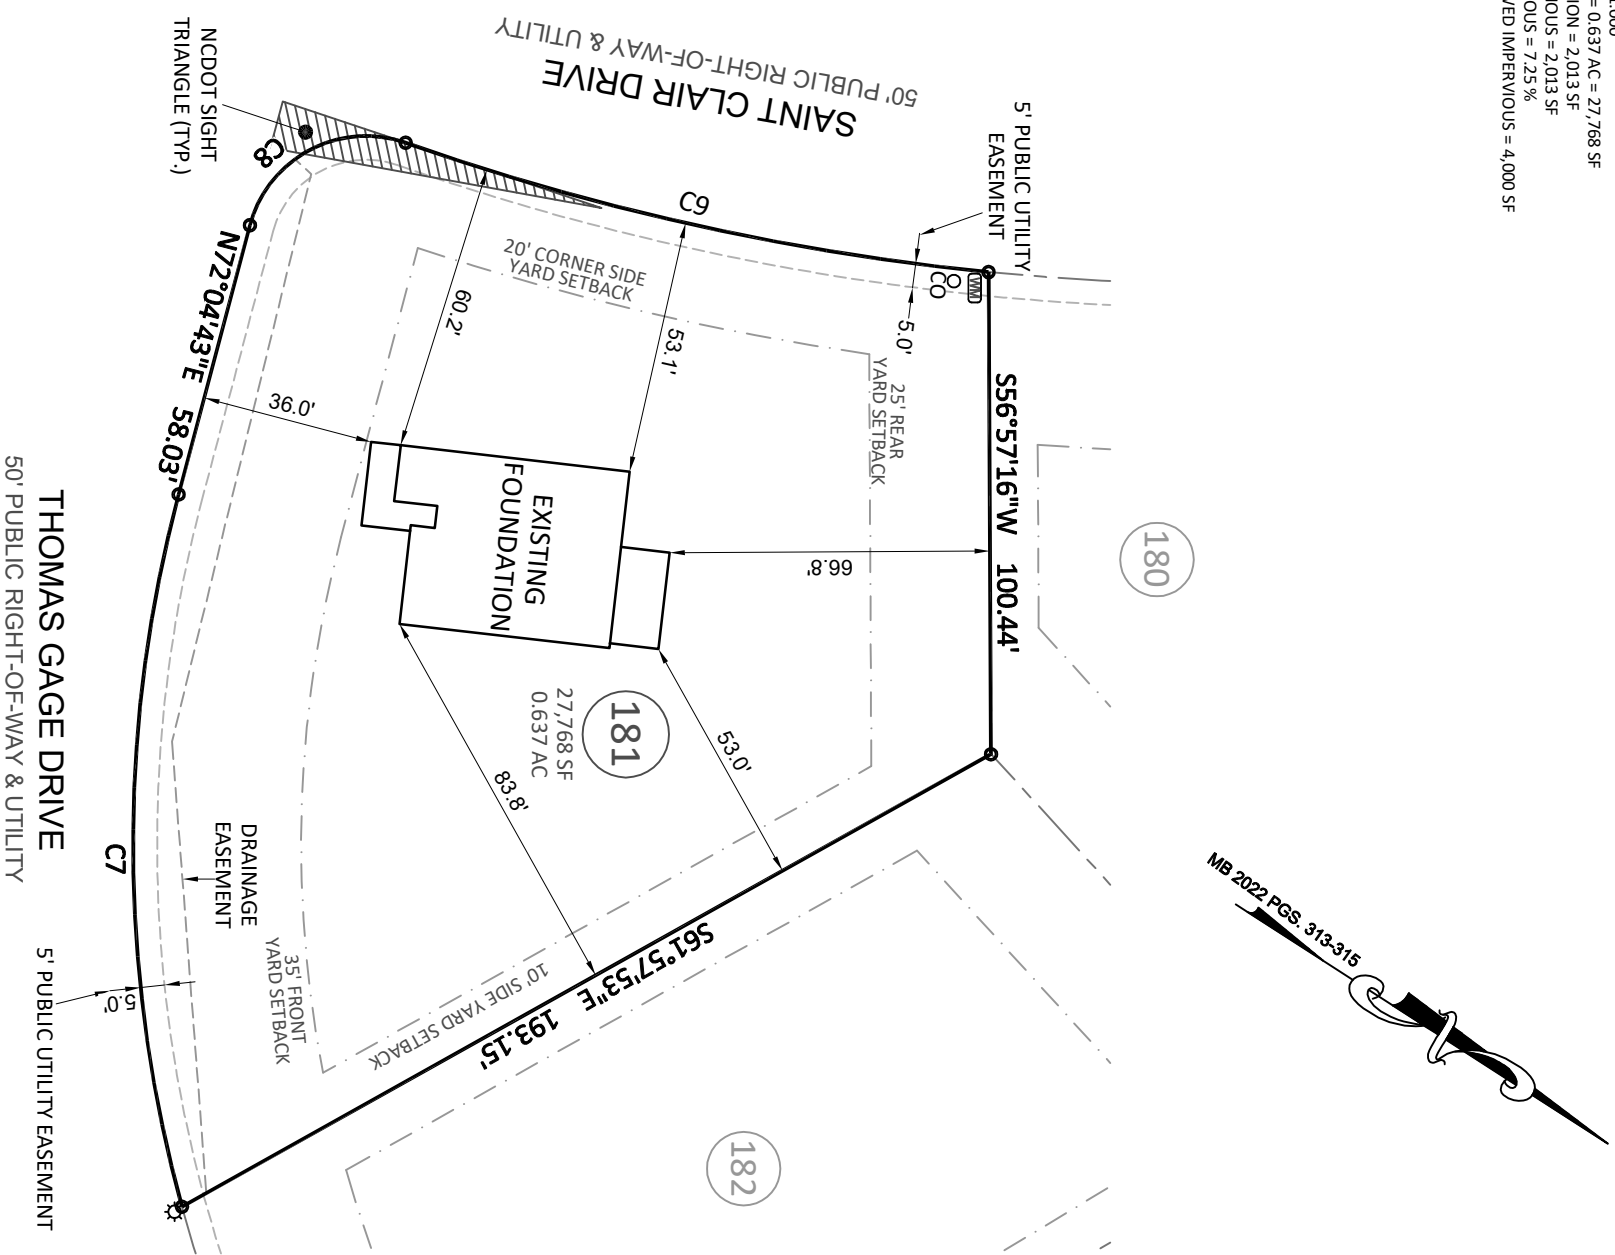 = 0.637 AC = 27,768 SF
ION = 2,013 SF
IOUS = 2,013 SF
OUS = 7.25 %
VED IMPERVIOUS = 4,000 SF
NCDOT SIGHT
TRIANGLE (TYP.)
SAINT CLAIR DRIVE
50' PUBLIC RIGHT-OF-WAY & UTILITY
5' PUBLIC UTILITY
EASEMENT
C8
C9
WM
CO
5.0'
20' CORNER SIDE
YARD SETBACK
60.2'
53.1'
25' REAR
YARD SETBACK
S56°57'16"W 100.44'
N72°04'43"E 58.03'
36.0'
EXISTING
FOUNDATION
66.8'
180
181
27,768 SF
0.637 AC
53.0'
83.8'
THOMAS GAGE DRIVE
50' PUBLIC RIGHT-OF-WAY & UTILITY
C7
DRAINAGE
EASEMENT
35' FRONT
YARD SETBACK
10' SIDE YARD SETBACK
S61°57'53"E 193.15'
5.0'
5' PUBLIC UTILITY EASEMENT
182
MB 2022 PGS. 313-315